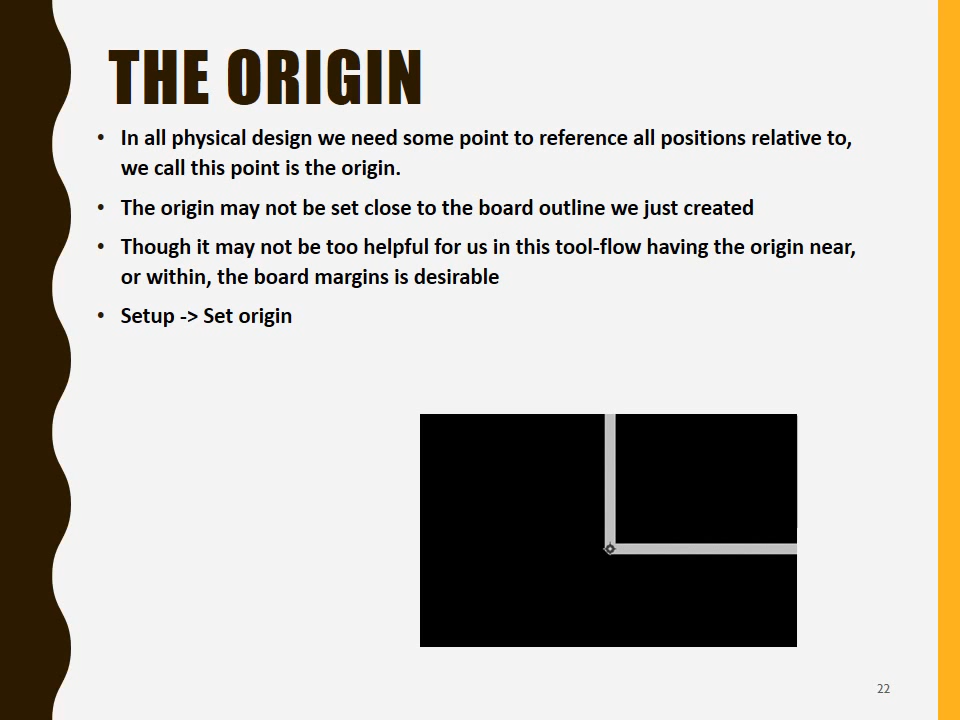 THE ORIGIN
• In all physical design we need some point to reference all positions relative to,
we call this point is the origin.
• The origin may not be set close to the board outline we just created
• Though it may not be too helpful for us in this tool-flow having the origin near,
or within, the board margins is desirable
• Setup -> Set origin
22